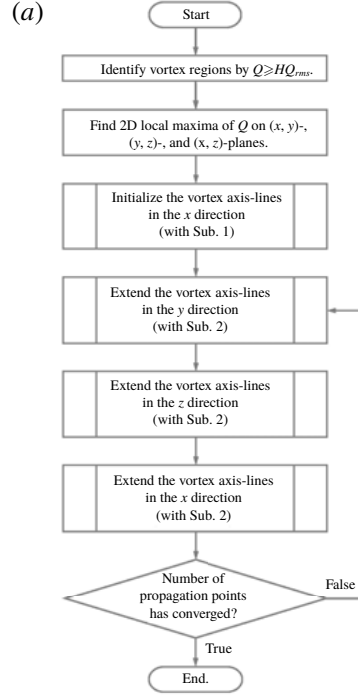 (a)
Start
Identify vortex regions by Q⩾HQrms.
Find 2D local maxima of Q on (x, y)-,
(y, z)-, and (x, z)-planes.
Initialize the vortex axis-lines
in the x direction
(with Sub. 1)
Extend the vortex axis-lines
in the y direction
(with Sub. 2)
Extend the vortex axis-lines
in the z direction
(with Sub. 2)
Extend the vortex axis-lines
in the x direction
(with Sub. 2)
Number of
propagation points
has converged?
False
True
End.